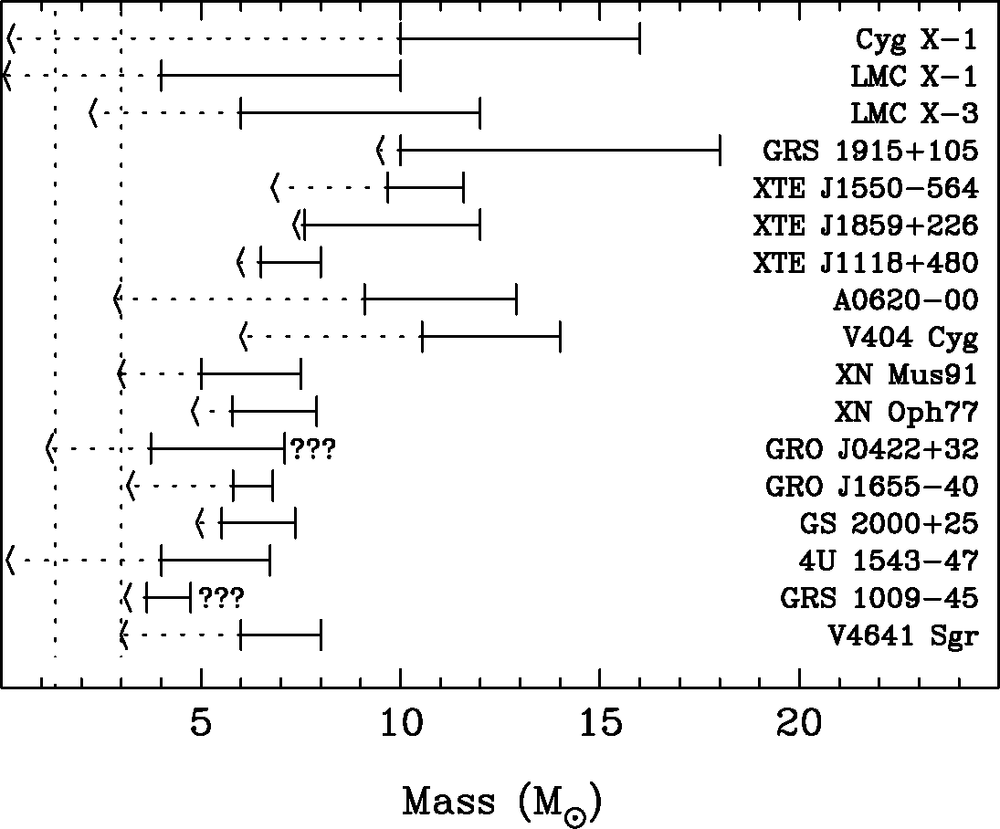 Cyg X-1
LMC X-1
LMC X-3
GRS 1915+105
XTE J1550-564
XTE J1859+226
XTE J1118+480
A0620-00
V404 Cyg
XN Mus91
XN Oph77
??? GRO J0422+32
GRO J1655-40
GS 2000+25
4U 1543-47
??? GRS 1009-45
V4641 Sgr
5 10 15 20
Mass (M☉)